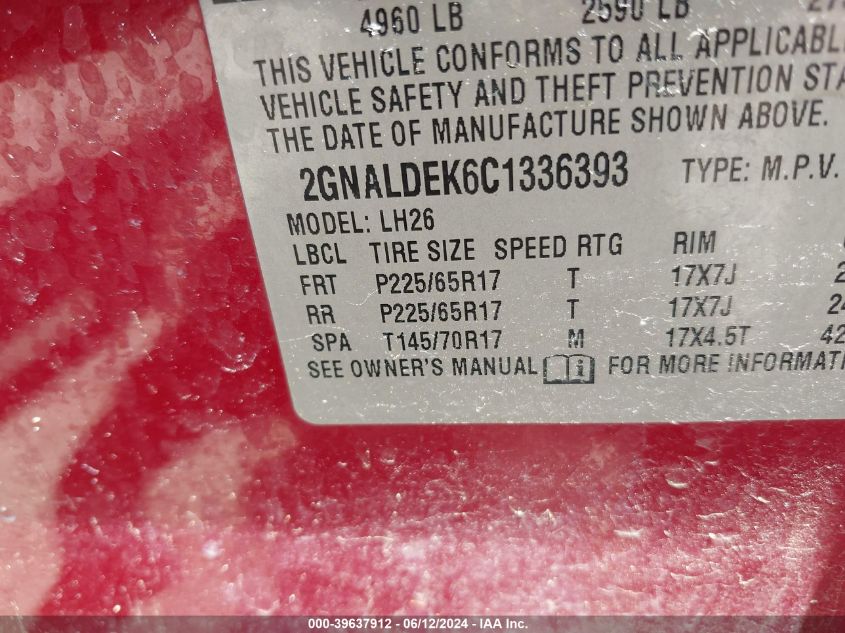 4960 LB 2590 LB
THIS VEHICLE CONFORMS TO ALL APPLICABL
VEHICLE SAFETY AND THEFT PREVENTION STA
THE DATE OF MANUFACTURE SHOWN ABOVE.
2GNALDEK6C1336393 TYPE: M.P.V.
MODEL: LH26
LBCL TIRE SIZE SPEED RTG RIM
FRT P225/65R17 T 17X7J 2
RR P225/65R17 T 17X7J 24
SPA T145/70R17 M 17X4.5T 42
SEE OWNER'S MANUAL i FOR MORE INFORMATI
000-39637912 - 06/12/2024 - IAA Inc.